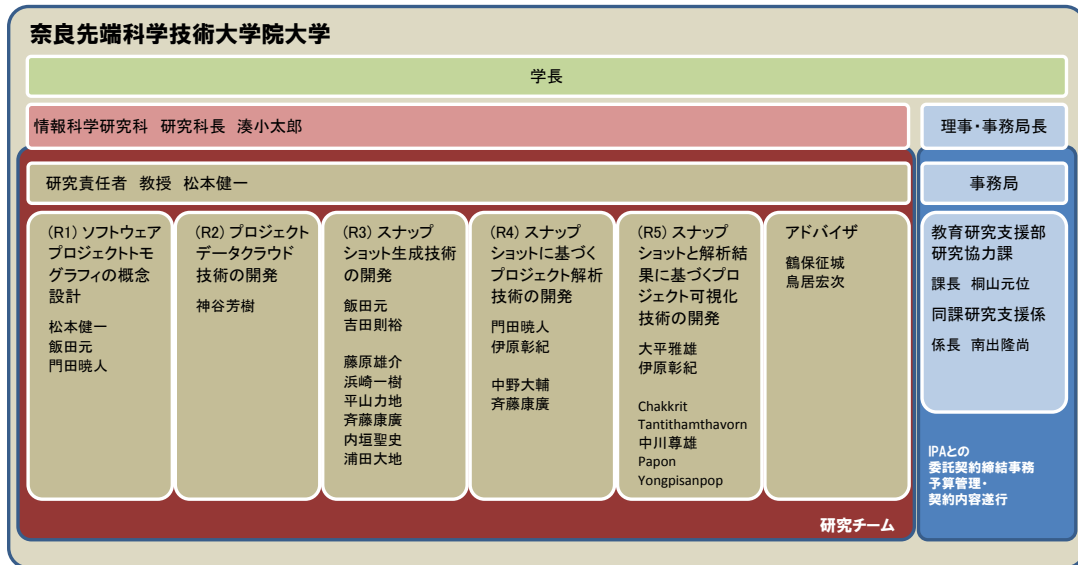 奈良先端科学技術大学院大学
学長
情報科学研究科 研究科長 湊小太郎
理事・事務局長
研究責任者 教授 松本健一
事務局
(R1) ソフトウェア
プロジェクトトモ
グラフィの概念
設計
松本健一
飯田元
門田暁人
(R2) プロジェクト
データクラウド
技術の開発
神谷芳樹
(R3) スナップ
ショット生成技術
の開発
飯田元
吉田則裕
藤原雄介
浜崎一樹
平山力地
斉藤康廣
内垣聖史
浦田大地
(R4) スナップ
ショットに基づく
プロジェクト解析
技術の開発
門田暁人
伊原彰紀
中野大輔
斉藤康廣
(R5) スナップ
ショットと解析結
果に基づくプロ
ジェクト可視化
技術の開発
大平雅雄
伊原彰紀
Chakkrit
Tantithamthavorn
中川尊雄
Papon
Yongpisanpop
アドバイザ
鶴保征城
鳥居宏次
教育研究支援部
研究協力課
課長 桐山元位
同課研究支援係
係長 南出隆尚
IPAとの
委託契約締結事務
予算管理・
契約内容遂行
研究チーム